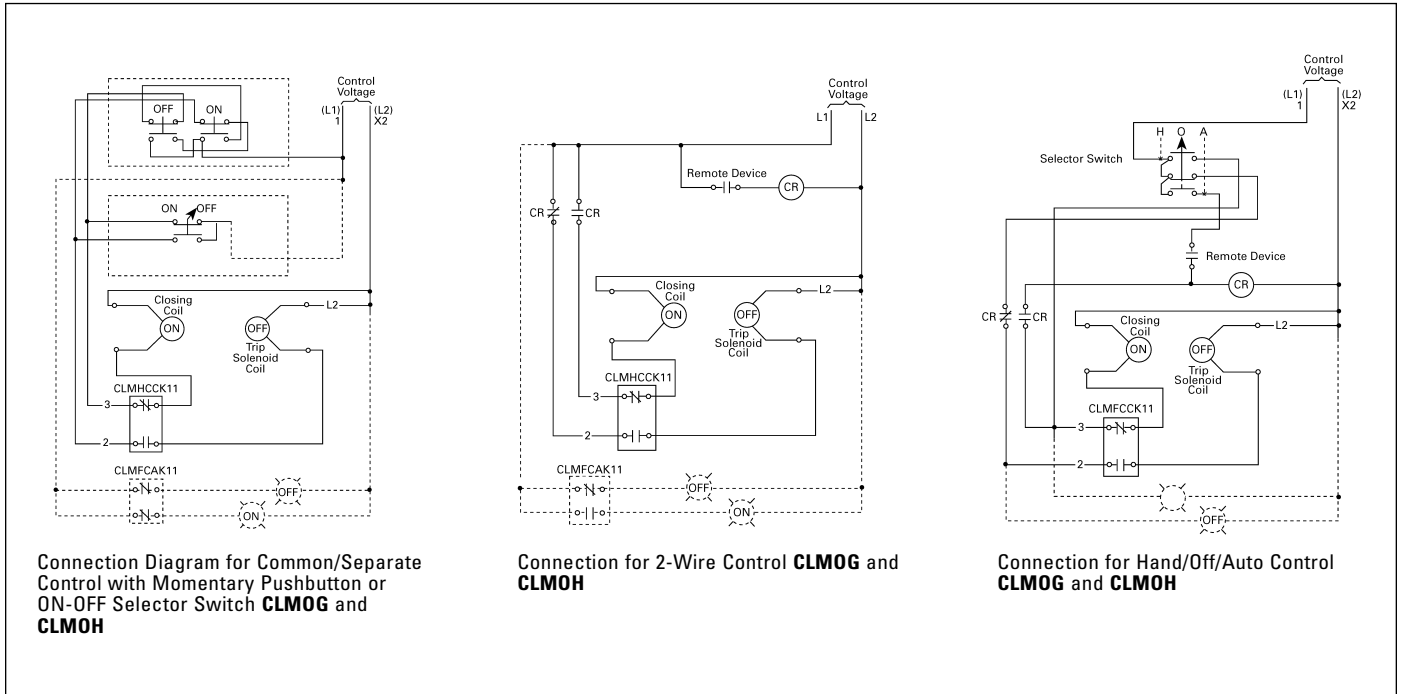 Control
Voltage
(L1) (L2)
1 X2
OFF ON
ON OFF
Closing
Coil
ON
L2
OFF
Trip
Solenoid
Coil
CLMHCCK11
3
2
CLMFCAK11
OFF
ON
Connection Diagram for Common/Separate
Control with Momentary Pushbutton or
ON-OFF Selector Switch CLMOG and
CLMOH
Control
Voltage
L1 L2
Remote Device
CR
CR CR
Closing
Coil
ON
L2
OFF
Trip
Solenoid
Coil
CLMHCCK11
3
2
CLMFCAK11
OFF
ON
Connection for 2-Wire Control CLMOG and
CLMOH
Control
Voltage
(L1) (L2)
1 X2
H O A
Selector Switch
Remote Device
CR
CR CR
Closing
Coil
ON
L2
OFF
Trip
Solenoid
Coil
CLMFCCK11
3
2
OFF
Connection for Hand/Off/Auto Control
CLMOG and CLMOH